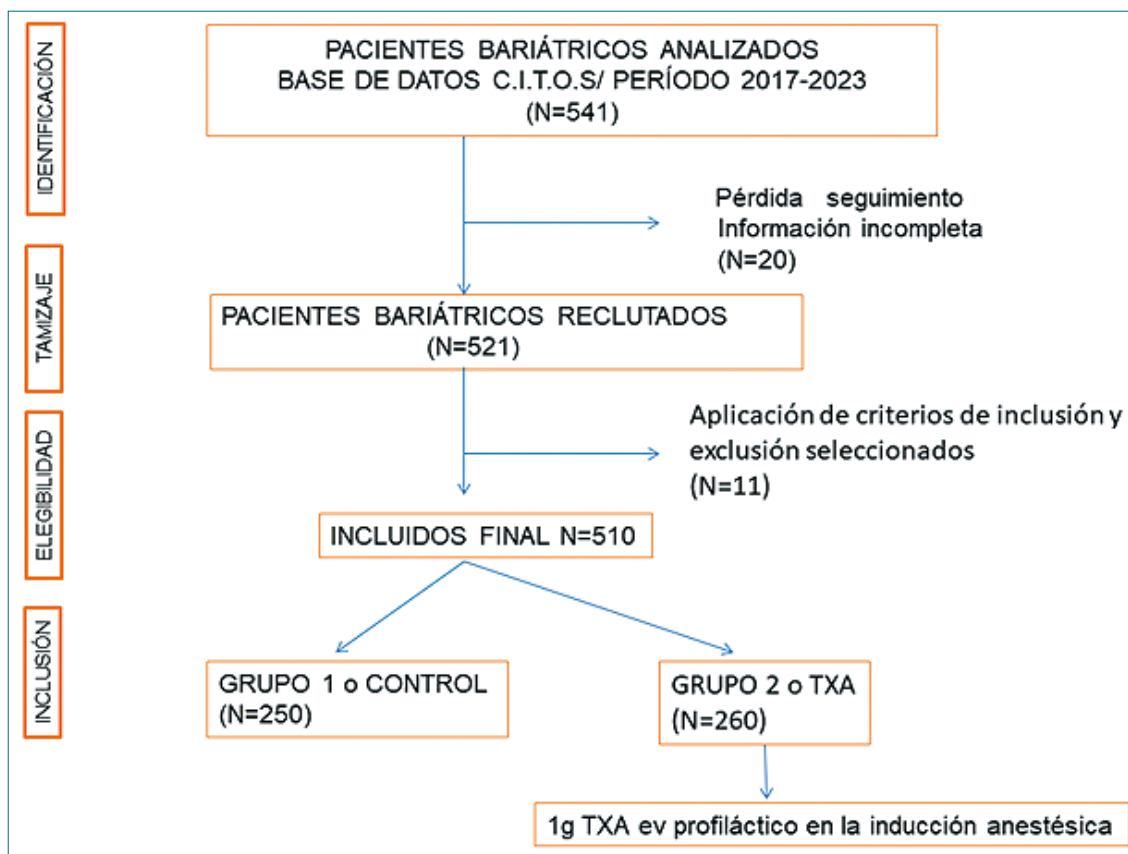 IDENTIFICACIÓN
PACIENTES BARIÁTRICOS ANALIZADOS
BASE DE DATOS C.I.T.O.S/ PERÍODO 2017-2023
(N=541)
Pérdida seguimiento
Información incompleta
(N=20)
TAMIZAJE
PACIENTES BARIÁTRICOS RECLUTADOS
(N=521)
ELEGIBILIDAD
Aplicación de criterios de inclusión y
exclusión seleccionados
(N=11)
INCLUIDOS FINAL N=510
INCLUSIÓN
GRUPO 1 o CONTROL
(N=250)
GRUPO 2 o TXA
(N=260)
1g TXA ev profiláctico en la inducción anestésica